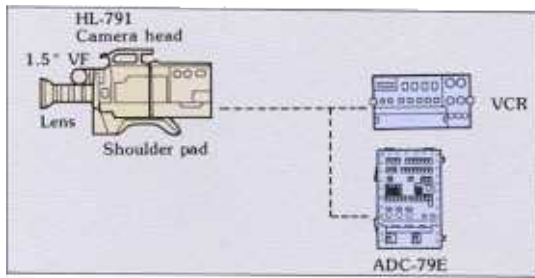 HL-791
Camera head
1.5" VF
Lens
Shoulder pad
VCR
ADC-79E